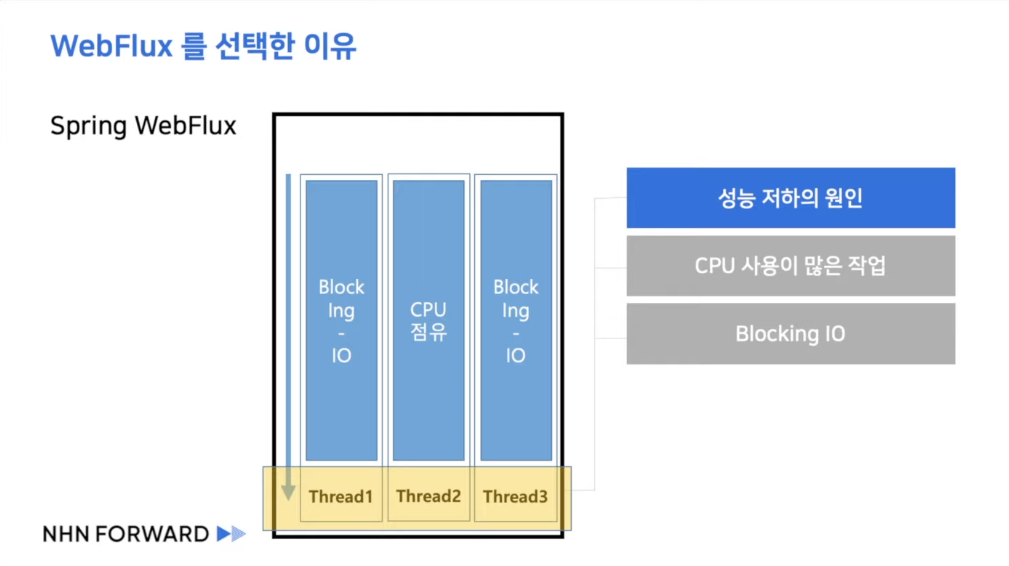 WebFlux 를 선택한 이유
Spring WebFlux
Block
Ing
-
IO
CPU
점유
Block
Ing
-
IO
Thread1
Thread2
Thread3
성능 저하의 원인
CPU 사용이 많은 작업
Blocking IO
NHN FORWARD